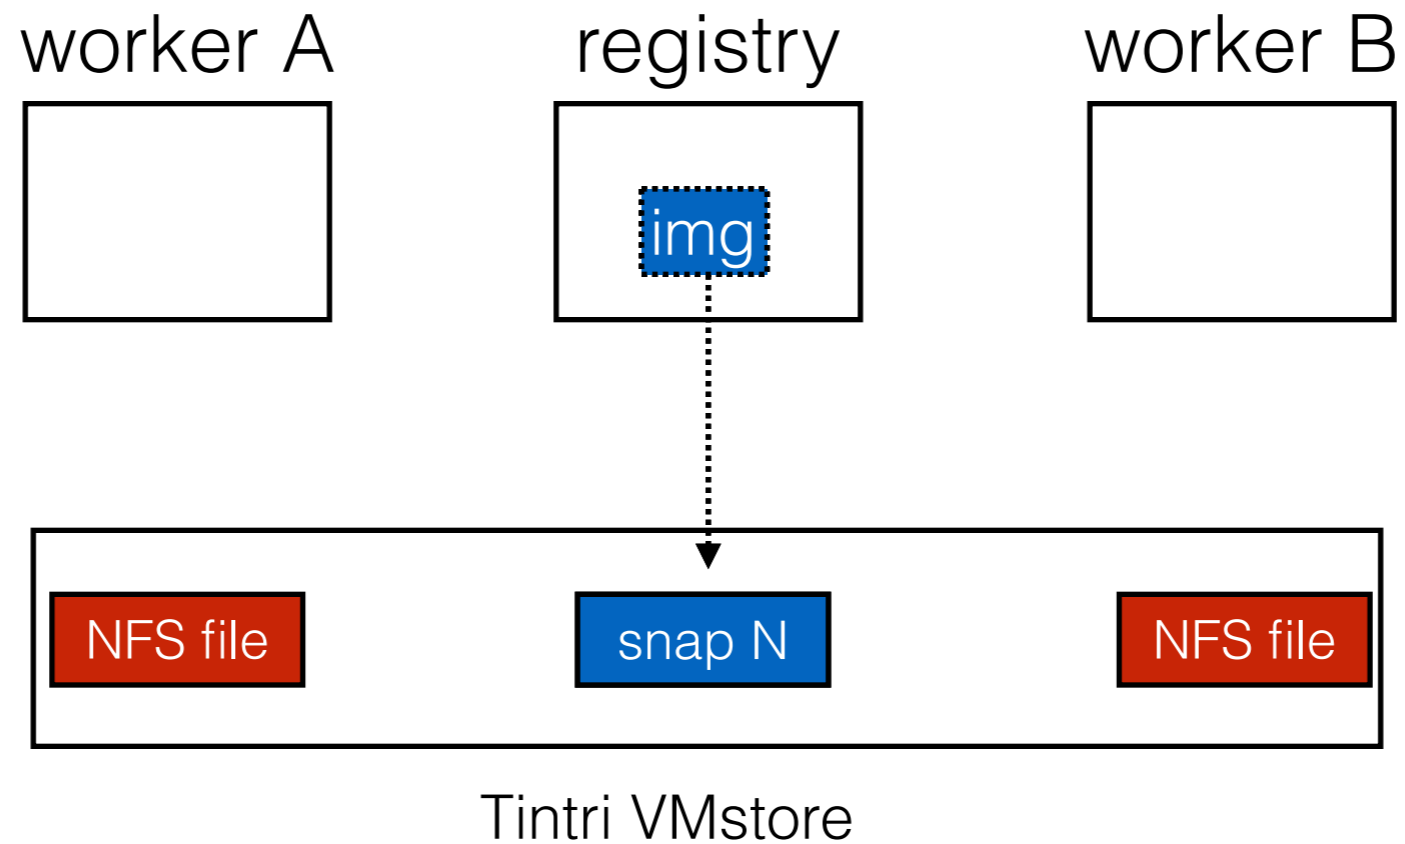 worker A
registry
worker B
img
NFS file
snap N
NFS file
Tintri VMstore